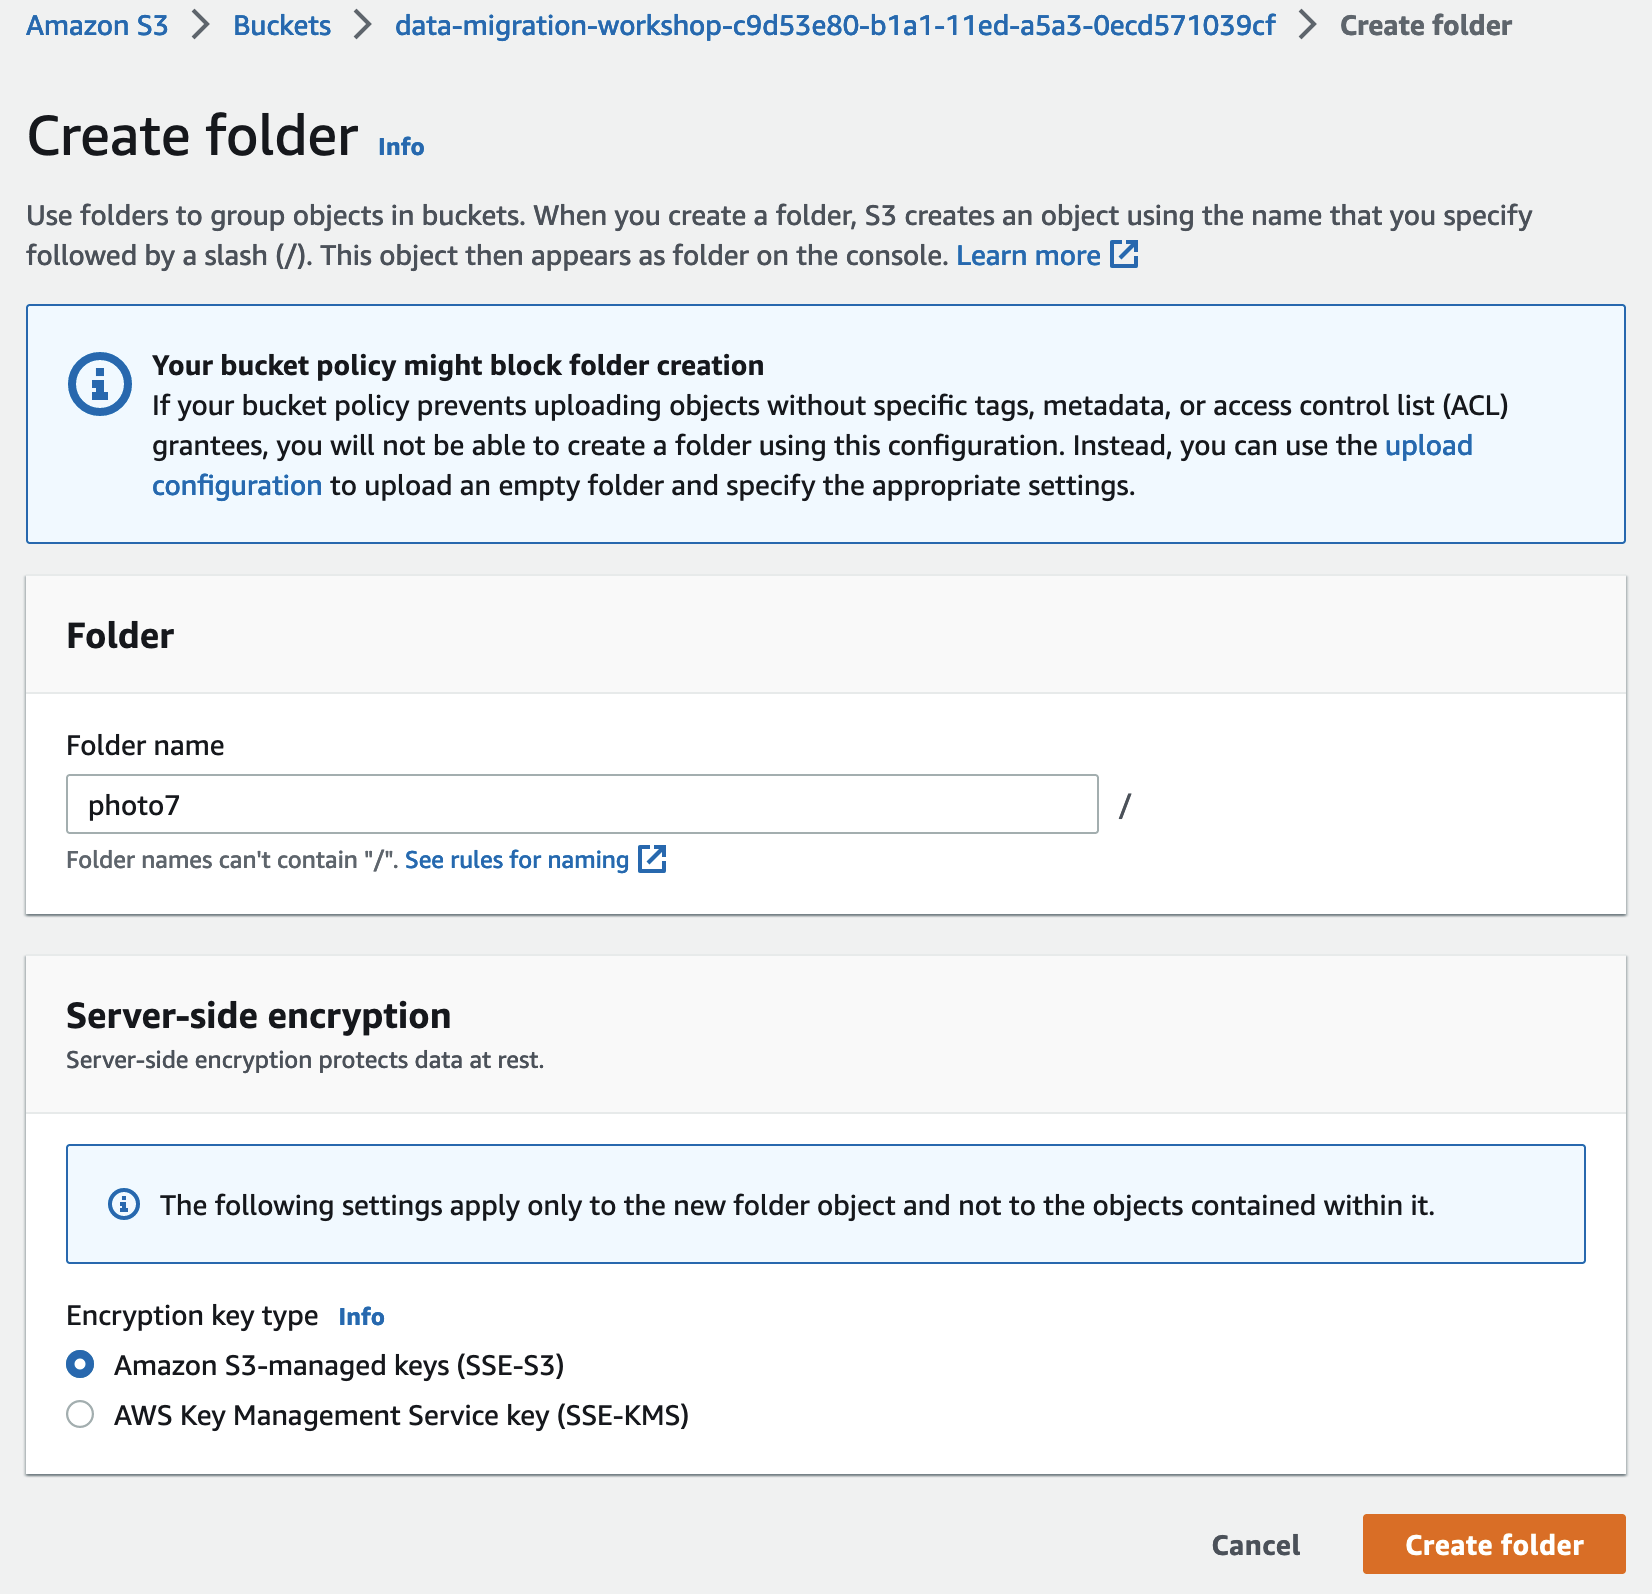 Amazon S3 > Buckets > data-migration-workshop-c9d53e80-b1a1-11ed-a5a3-0ecd571039cf > Create folder
Create folder Info
Use folders to group objects in buckets. When you create a folder, S3 creates an object using the name that you specify
followed by a slash (/). This object then appears as folder on the console. Learn more
Your bucket policy might block folder creation
If your bucket policy prevents uploading objects without specific tags, metadata, or access control list (ACL)
grantees, you will not be able to create a folder using this configuration. Instead, you can use the upload
configuration to upload an empty folder and specify the appropriate settings.
Folder
Folder name
photo7 /
Folder names can't contain "/". See rules for naming
Server-side encryption
Server-side encryption protects data at rest.
The following settings apply only to the new folder object and not to the objects contained within it.
Encryption key type Info
Amazon S3-managed keys (SSE-S3)
AWS Key Management Service key (SSE-KMS)
Cancel Create folder